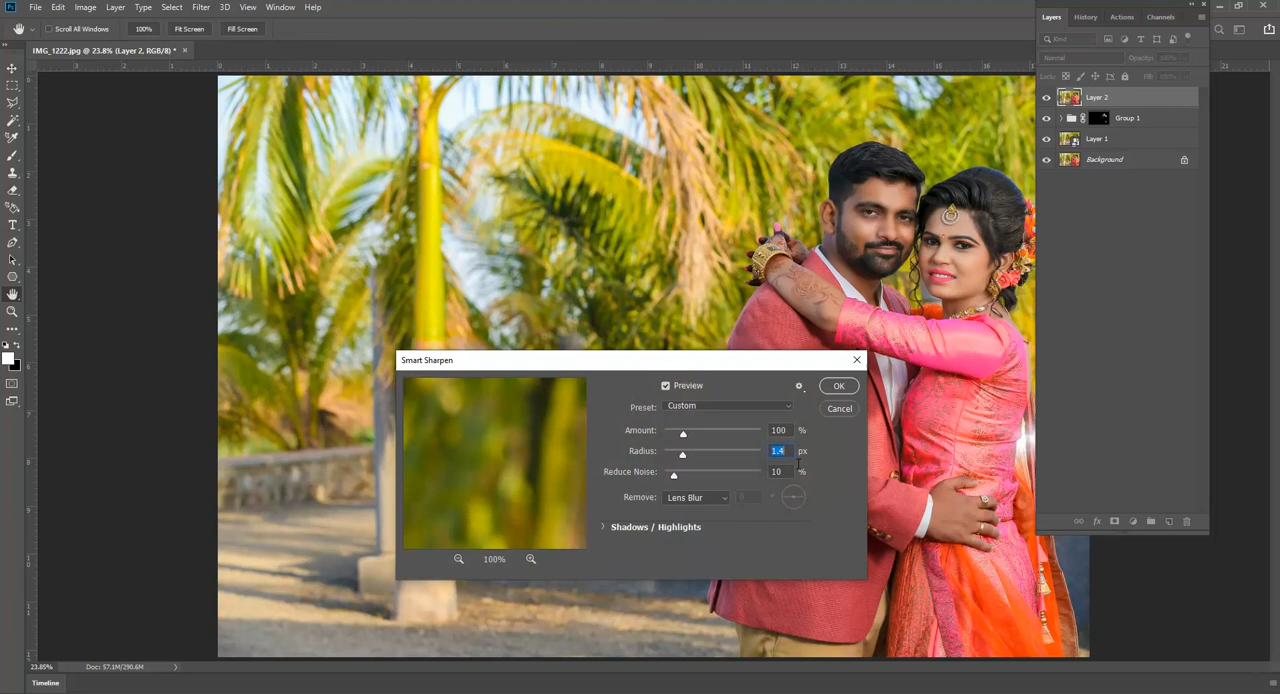 Ps File Edit Image Layer Type Select Filter 3D View Window Help
Scroll All Windows 100% Fit Screen Fill Screen
IMG_1222.jpg @ 23.8% (Layer 2, RGB/8) *
Layers History Actions Channels
Kind
Normal Opacity: 100%
Lock: Fill: 100%
Layer 2
Group 1
Layer 1
Background
Smart Sharpen
Preview
OK
Preset: Custom
Cancel
Amount: 100 %
Radius: 1.4 px
Reduce Noise: 10 %
Remove: Lens Blur 0 °
Shadows / Highlights
100%
23.85% Doc: 57.1M/290.6M
Timeline